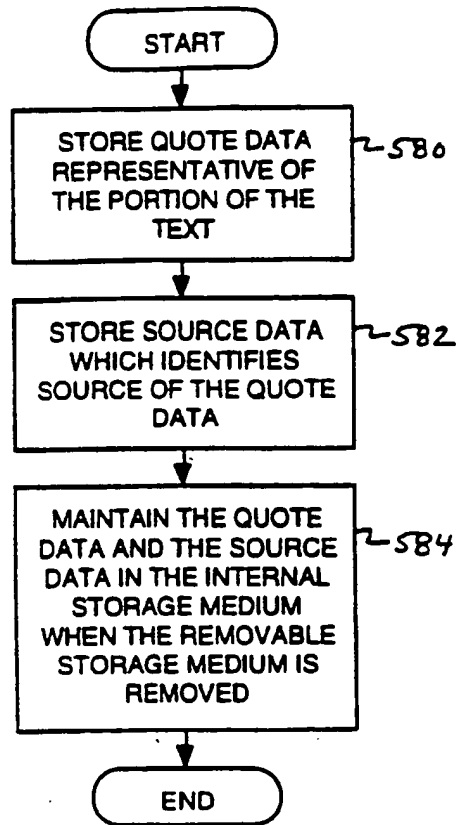 START
STORE QUOTE DATA
REPRESENTATIVE OF
THE PORTION OF THE
TEXT
580
STORE SOURCE DATA
WHICH IDENTIFIES
SOURCE OF THE QUOTE
DATA
582
MAINTAIN THE QUOTE
DATA AND THE SOURCE
DATA IN THE INTERNAL
STORAGE MEDIUM
WHEN THE REMOVABLE
STORAGE MEDIUM IS
REMOVED
584
END